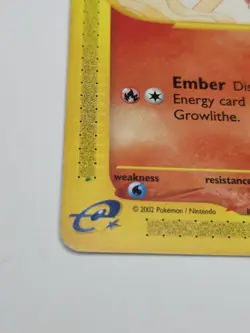 Ember Dis
Energy card
Growlithe.
weakness
resistance
© 2002 Pokémon / Nintendo